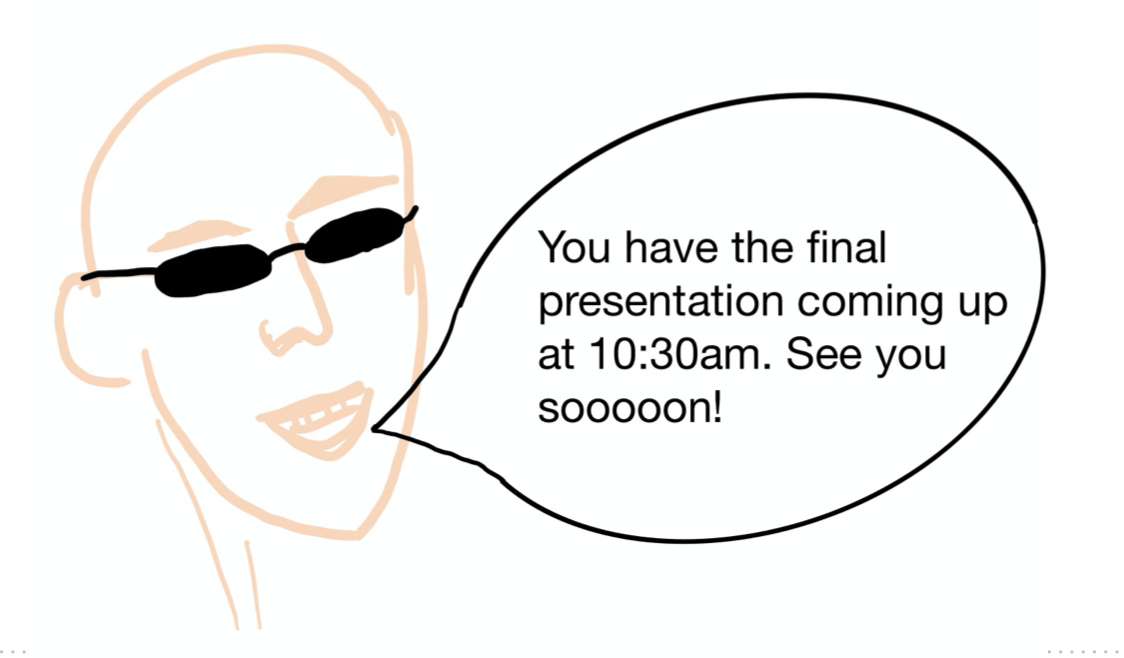 You have the final
presentation coming up
at 10:30am. See you
sooooon!